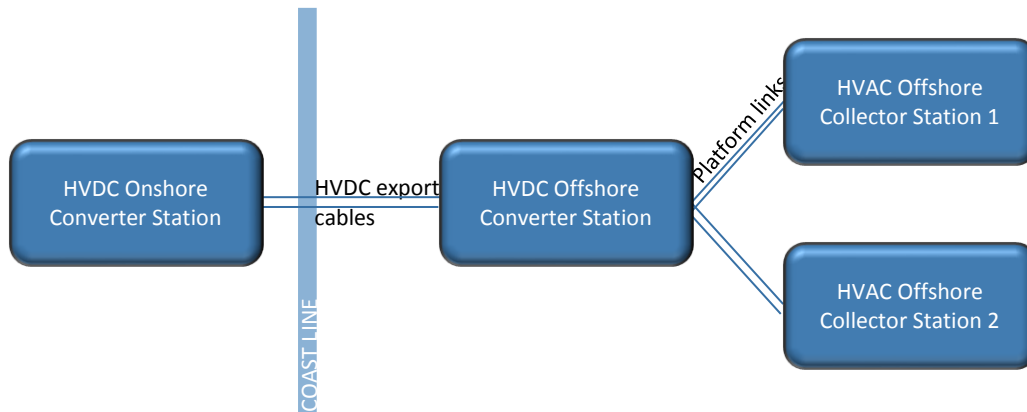 HVDC Onshore
Converter Station
COAST LINE
HVDC export
cables
HVDC Offshore
Converter Station
Platform links
HVAC Offshore
Collector Station 1
HVAC Offshore
Collector Station 2